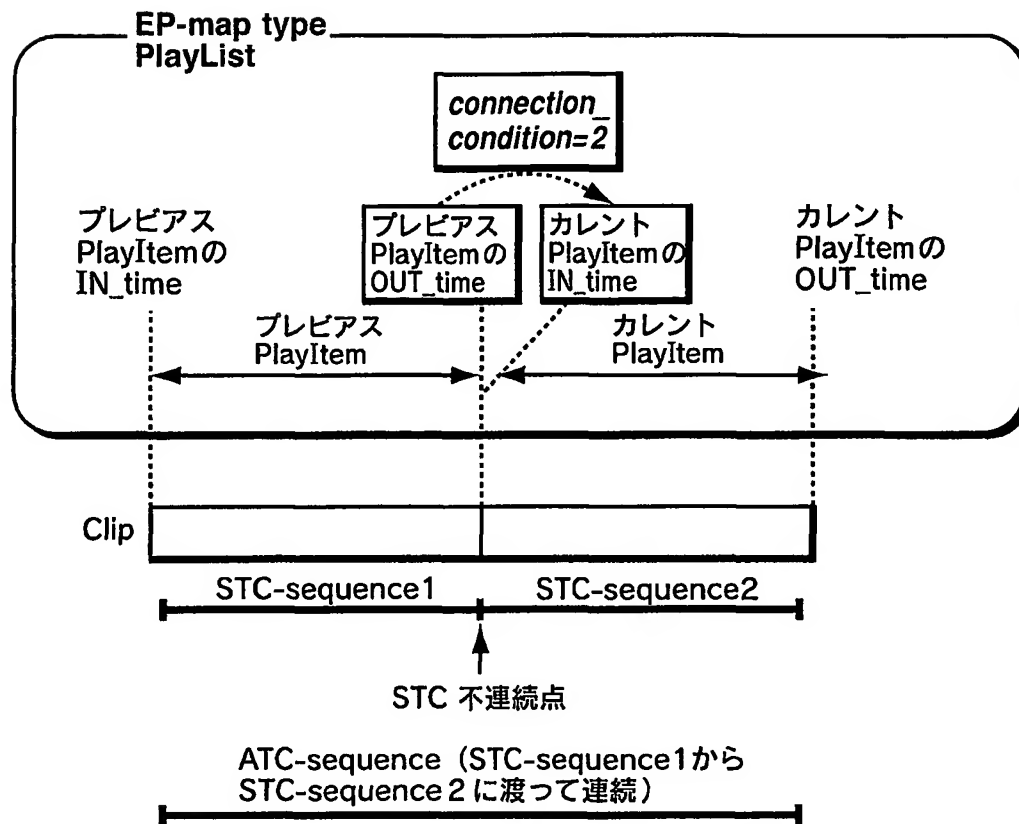 EP-map type
PlayList
connection_
condition=2
プレビアス
PlayItemの
IN_time
プレビアス
PlayItemの
OUT_time
カレント
PlayItemの
IN_time
カレント
PlayItemの
OUT_time
プレビアス
PlayItem
カレント
PlayItem
Clip
STC-sequence1
STC-sequence2
STC 不連続点
ATC-sequence（STC-sequence1から
STC-sequence 2 に渡って連続）